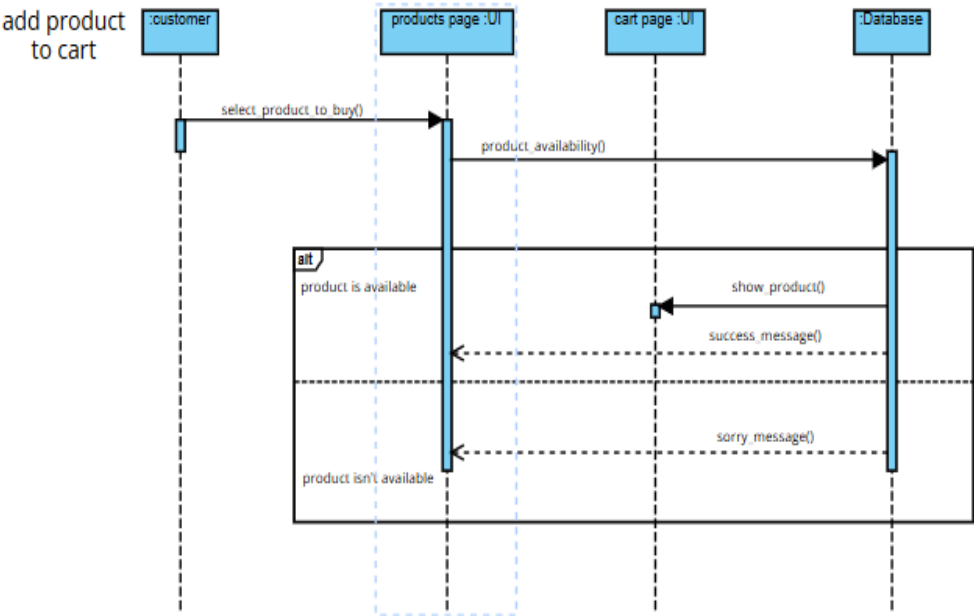 add product
to cart
:customer
products page :UI
cart page :UI
:Database
select_product_to_buy()
product_availability()
alt
product is available
show_product()
success_message()
sorry_message()
product isn't available